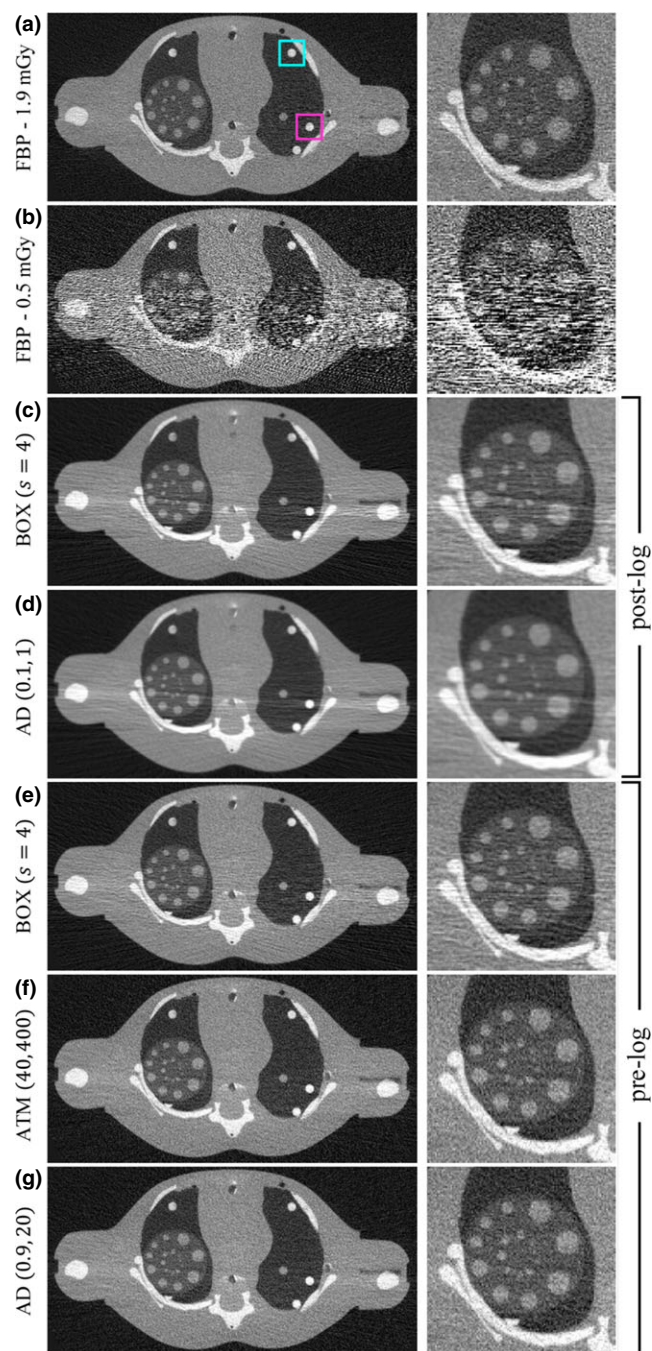 (a)
FBP - 1.9 mGy
(b)
FBP - 0.5 mGy
(c)
BOX (s = 4)
(d)
AD (0.1,1)
post-log
(e)
BOX (s = 4)
(f)
ATM (40,400)
(g)
AD (0.9,20)
pre-log